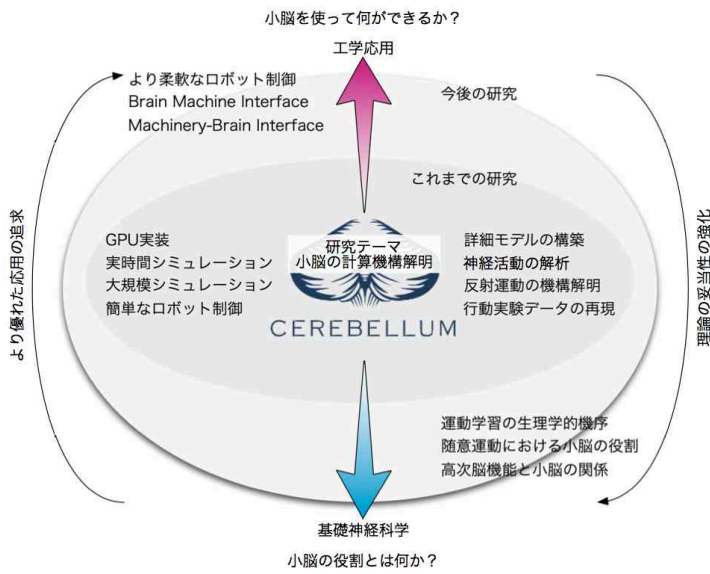 小脳を使って何ができるか？
工学応用
より柔軟なロボット制御
Brain Machine Interface
Machinery-Brain Interface
今後の研究
これまでの研究
より優れた応用の追求
GPU実装
実時間シミュレーション
大規模シミュレーション
簡単なロボット制御
研究テーマ
小脳の計算機構解明
CEREBELLUM
詳細モデルの構築
神経活動の解析
反射運動の機構解明
行動実験データの再現
理論の妥当性の強化
運動学習の生理学的機序
随意運動における小脳の役割
高次脳機能と小脳の関係
基礎神経科学
小脳の役割とは何か？